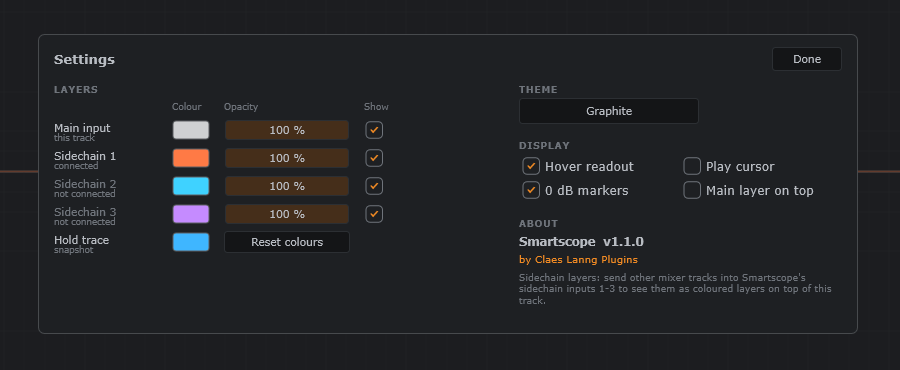 Settings
Done
LAYERS
Colour Opacity Show
Main input
this track
100 %
Sidechain 1
connected
100 %
Sidechain 2
not connected
100 %
Sidechain 3
not connected
100 %
Hold trace
snapshot
Reset colours
THEME
Graphite
DISPLAY
Hover readout
Play cursor
0 dB markers
Main layer on top
ABOUT
Smartscope v1.1.0
by Claes Lanng Plugins
Sidechain layers: send other mixer tracks into Smartscope's
sidechain inputs 1-3 to see them as coloured layers on top of this
track.